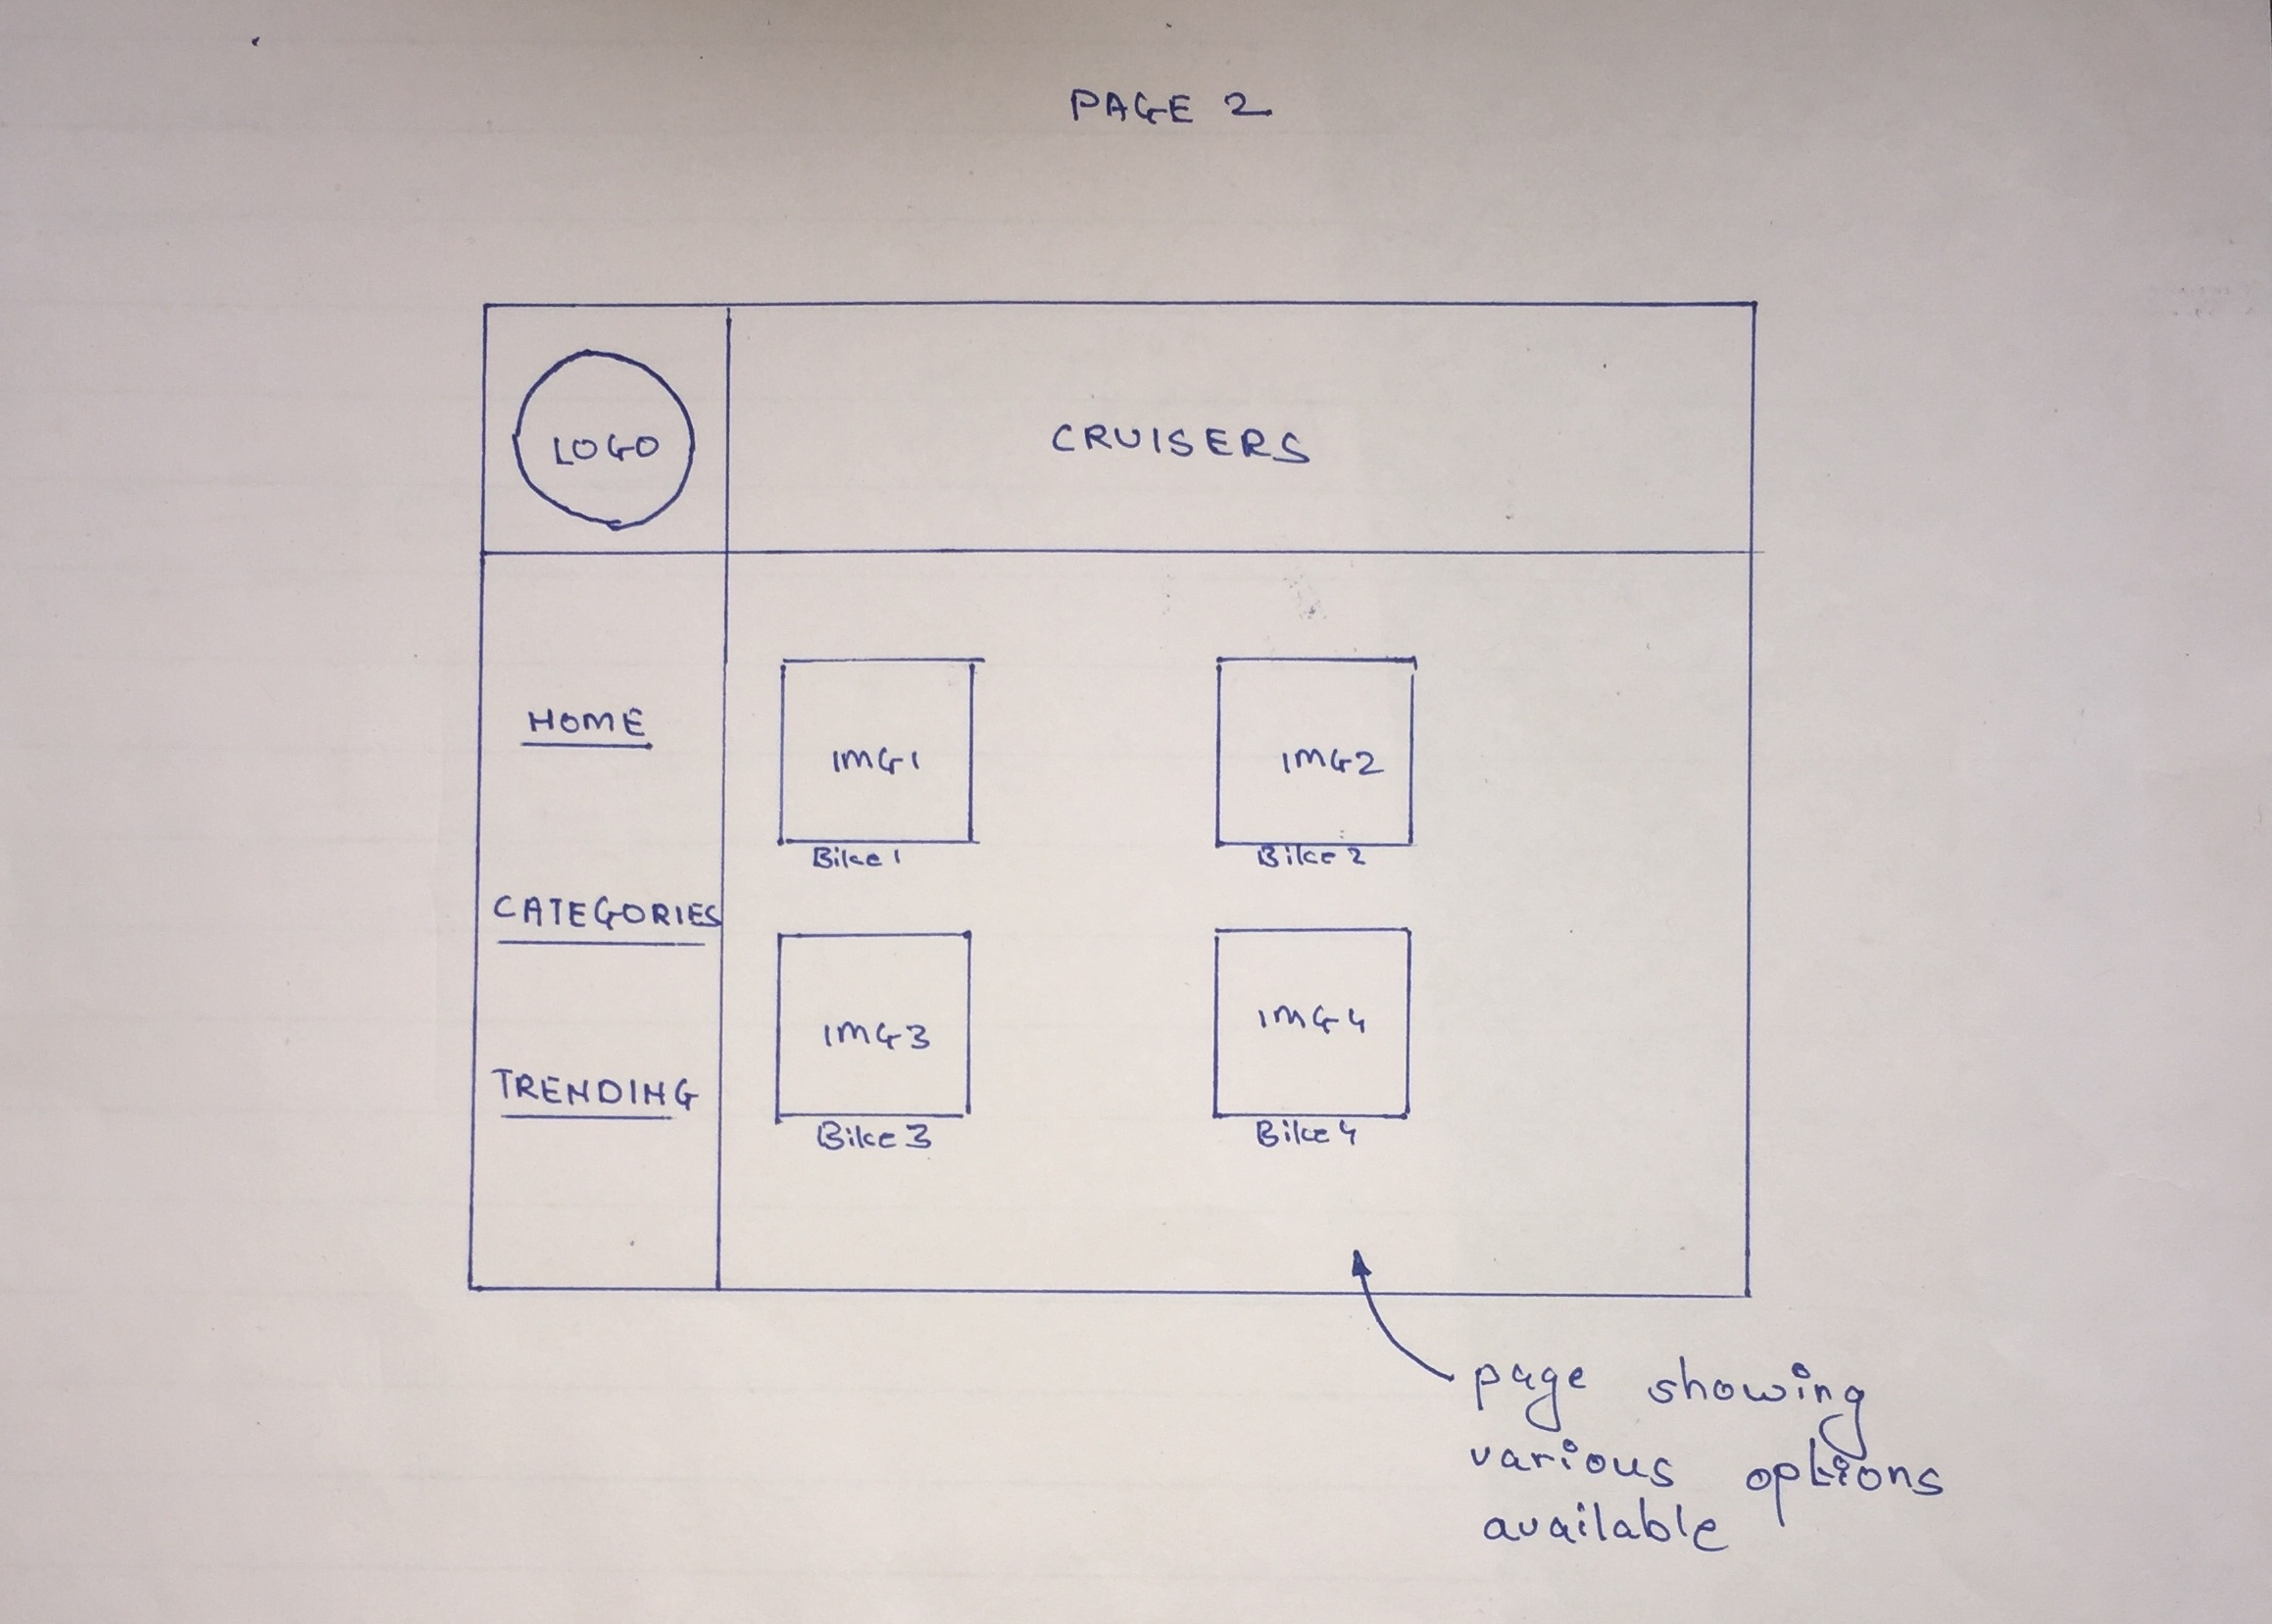 PAGE 2
LOGO
CRUISERS
HOME
CATEGORIES
TRENDING
IMG1
IMG2
Bike 1
Bike 2
IMG3
IMG4
Bike 3
Bike 4
page showing
various options
available